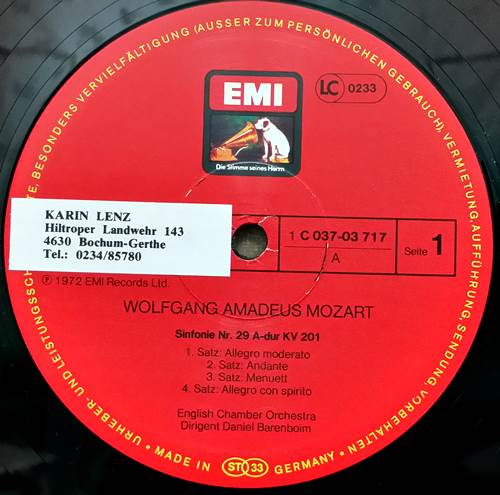 TE, BESONDERS VERVIELFÄLTIGUNG (AUSSER ZUM PERSÖNLICHEN GEBRAUCH), VERMIETUNG, AUFFÜHRUNG, SENDUNG, VORBEHALTEN
EMI
Die Stimme seines Herrn
LC 0233
KARIN LENZ
Hiltroper Landwehr 143
4630 Bochum-Gerthe
Tel.: 0234/85780
1 C 037-03 717
A
Seite 1
℗ 1972 EMI Records Ltd.
WOLFGANG AMADEUS MOZART
Sinfonie Nr. 29 A-dur KV 201
1. Satz: Allegro moderato
2. Satz: Andante
3. Satz: Menuett
4. Satz: Allegro con spirito
English Chamber Orchestra
Dirigent Daniel Barenboim
URHEBER- UND LEISTUNGSSCH
• MADE IN STEREO 33 GERMANY •